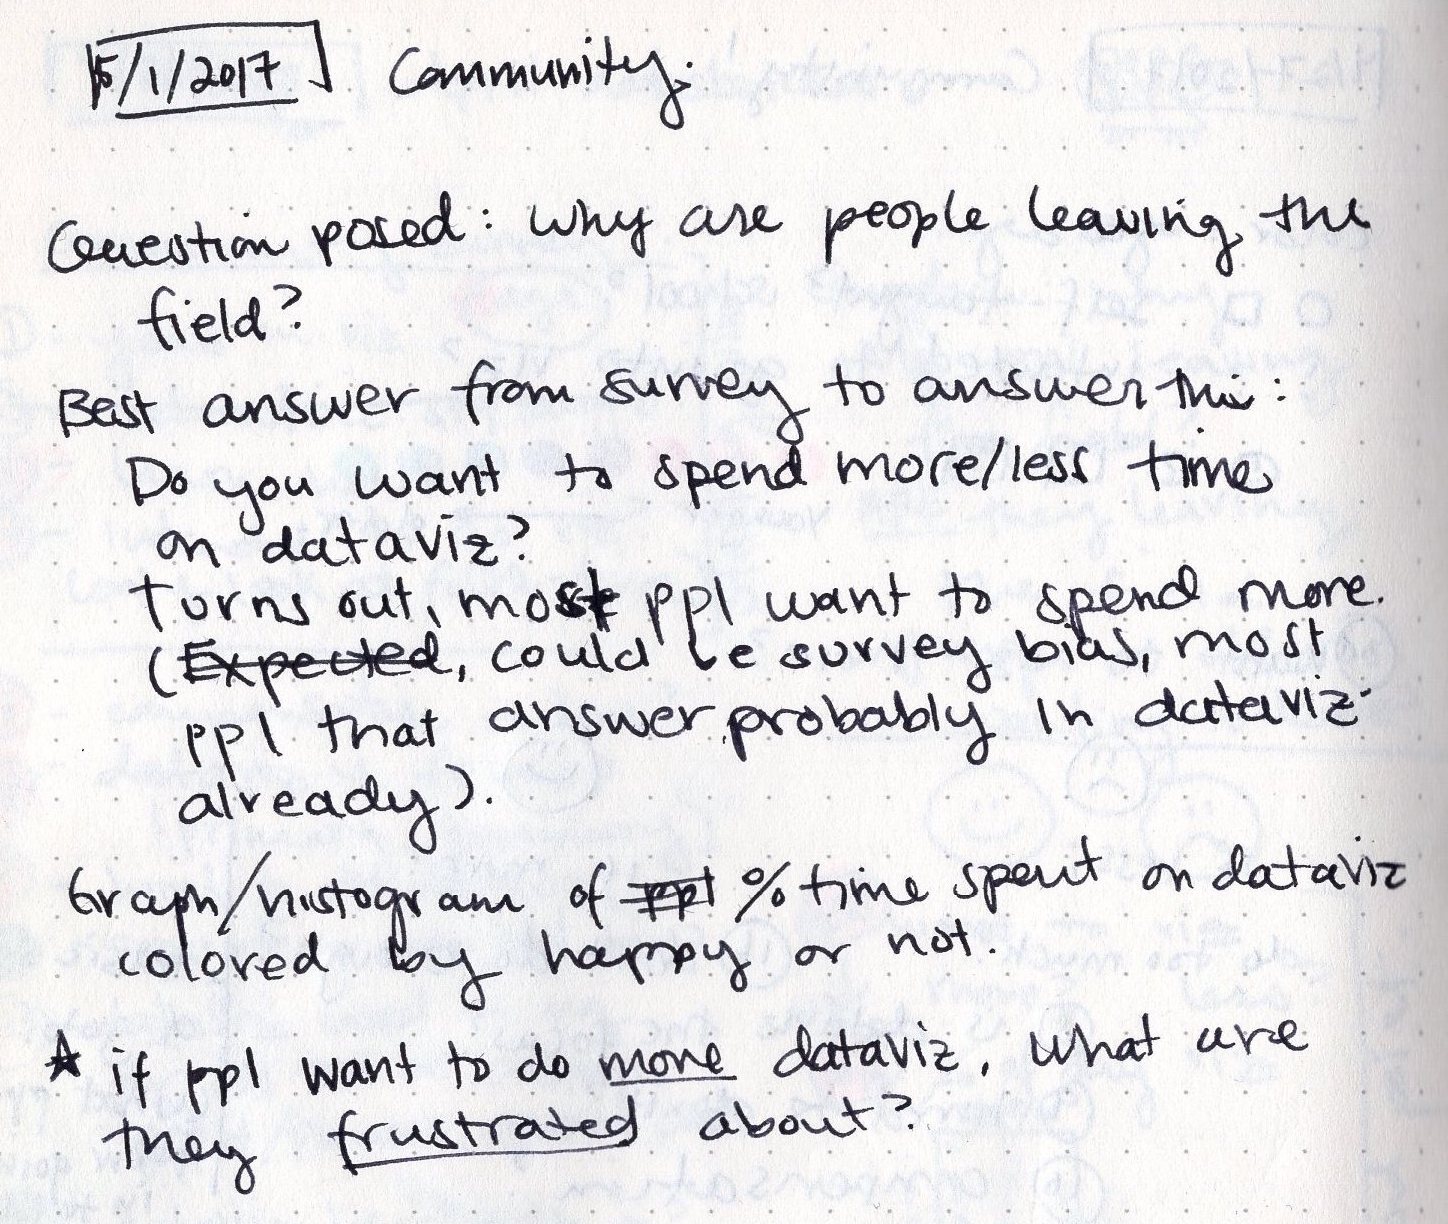 5/1/2017 Community.
Question posed: Why are people leaving the
field?
Best answer from survey to answer this:
Do you want to spend more/less time
on dataviz?
Turns out, most ppl want to spend more.
(Expected, could be survey bias, most
ppl that answer probably in dataviz
already).
Graph/histogram of ppl % time spent on dataviz
colored by happy or not.
★ if ppl want to do more dataviz, what are
they frustrated about?